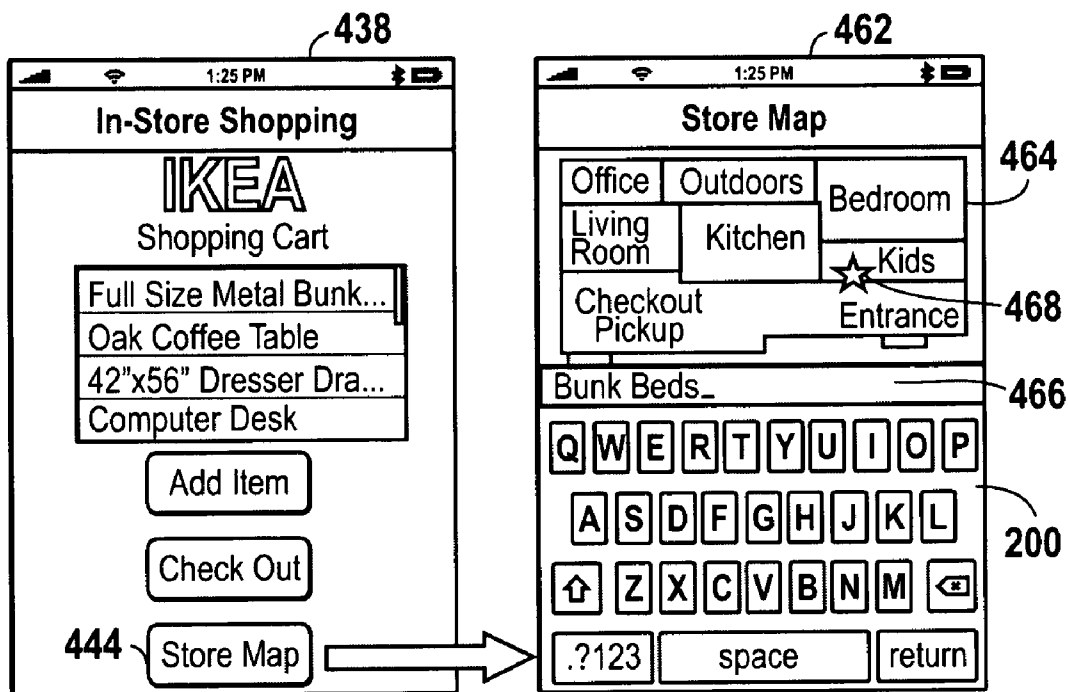 438
1:25 PM
In-Store Shopping
IKEA
Shopping Cart
Full Size Metal Bunk...
Oak Coffee Table
42"x56" Dresser Dra...
Computer Desk
Add Item
Check Out
444
Store Map
462
1:25 PM
Store Map
464
Office
Outdoors
Bedroom
Living
Room
Kitchen
Kids
468
Checkout
Pickup
Entrance
Bunk Beds_
466
Q W E R T Y U I O P
A S D F G H J K L
200
Z X C V B N M
.?123 space return